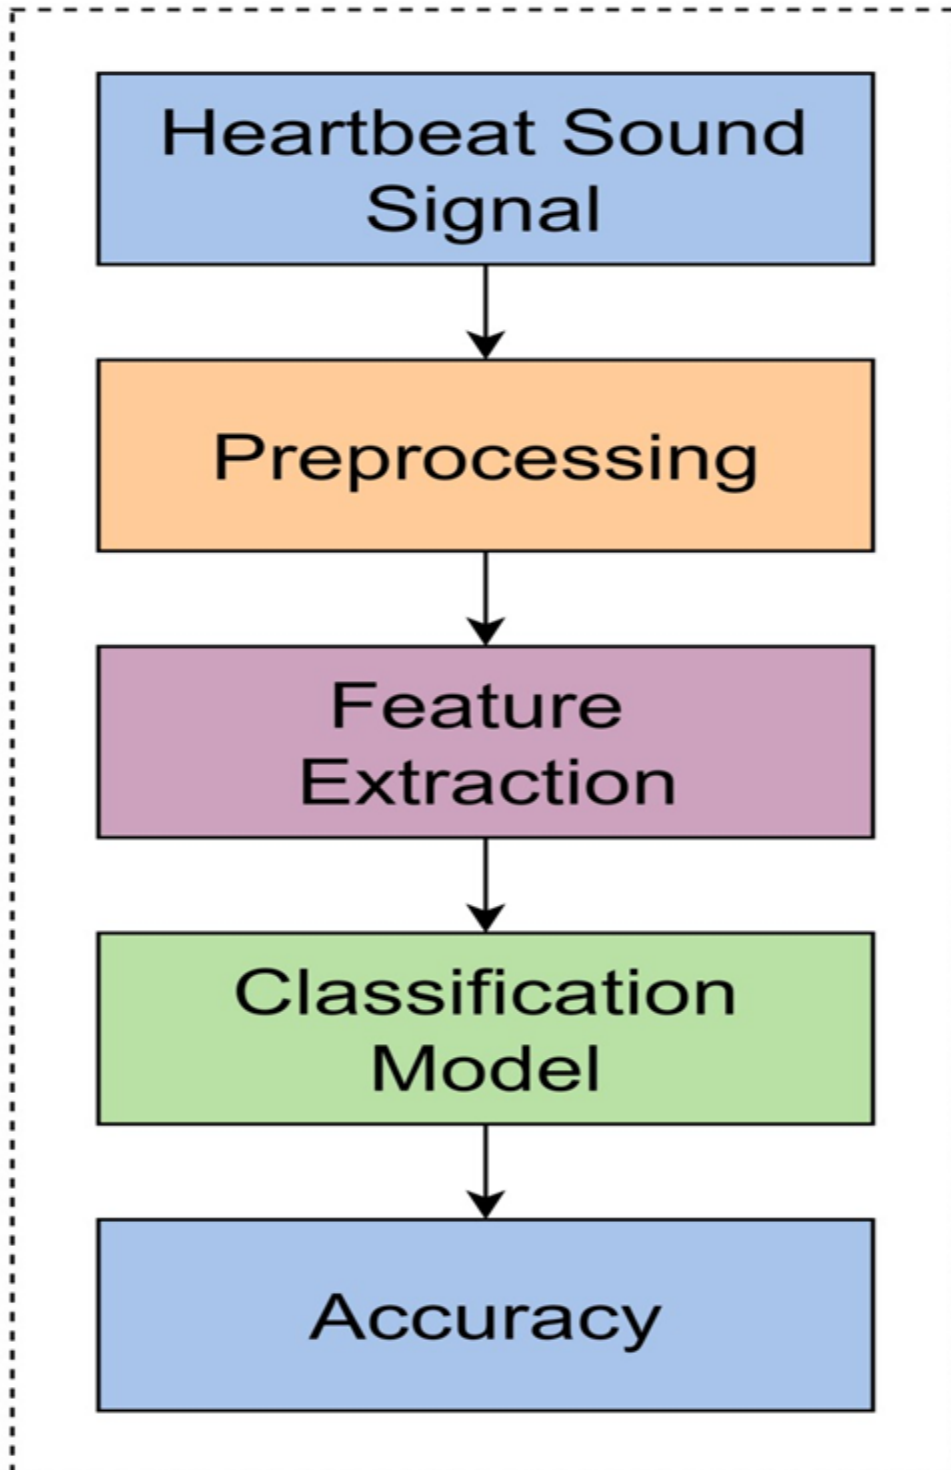 Heartbeat Sound
Signal
Preprocessing
Feature
Extraction
Classification
Model
Accuracy